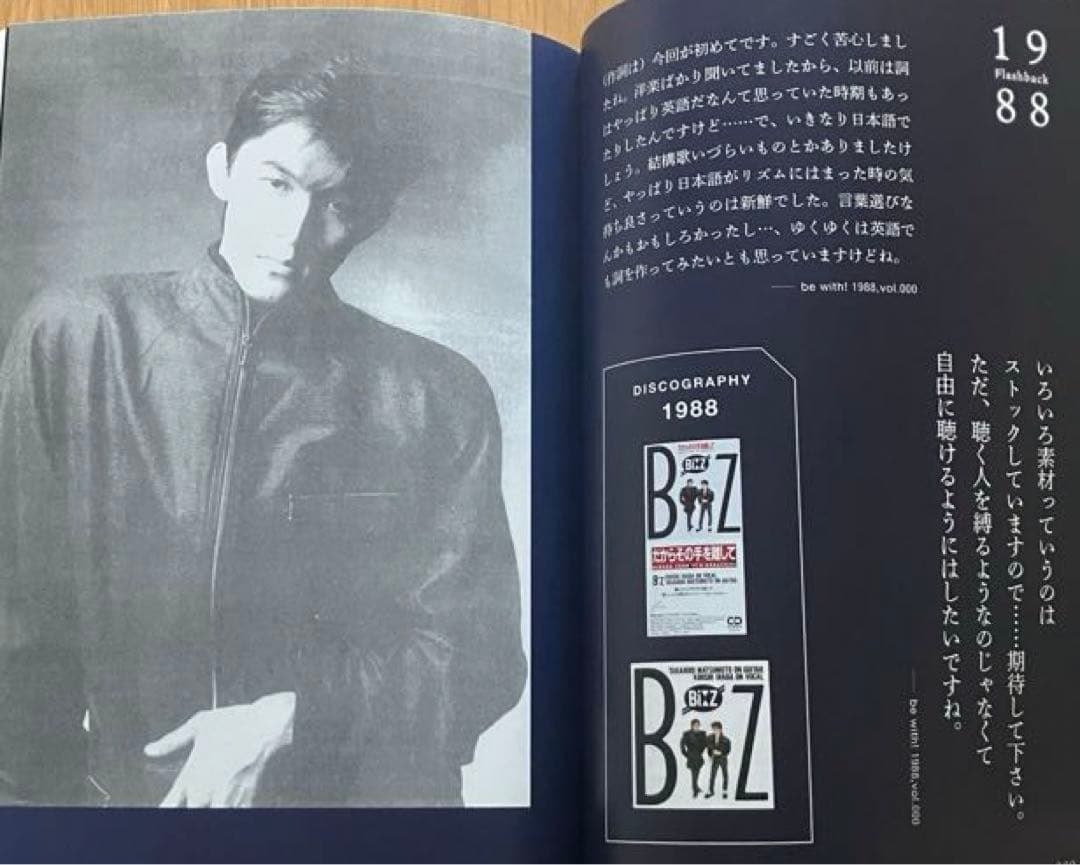 1988
Flashback
(作詞は)今回が初めてです。すごく苦心しまし
たね。洋楽ばかり聞いてましたから、以前は詞
はやっぱり英語だなんて思っていた時期もあっ
たりしたんですけど……で、いきなり日本語で
しょう。結構歌いづらいものとかありましたけ
ど、やっぱり日本語がリズムにはまった時の気
持ち良さっていうのは新鮮でした。言葉選びな
んかもおもしろかったし…、ゆくゆくは英語で
も詞を作ってみたいとも思っていますけどね。
be with! 1988,vol.000
いろいろ素材っていうのは
ストックしていますので……期待して下さい。
ただ、聴く人を縛るようなのじゃなくて
自由に聴けるようにはしたいですね。
be with! 1988,vol.000
DISCOGRAPHY
1988
B'z
だからその手を離して
B'z KOSHI INABA ON VOCAL
TAKAHIRO MATSUMOTO ON GUITAR
CD
TAKAHIRO MATSUMOTO ON GUITAR
KOSHI INABA ON VOCAL
B'z